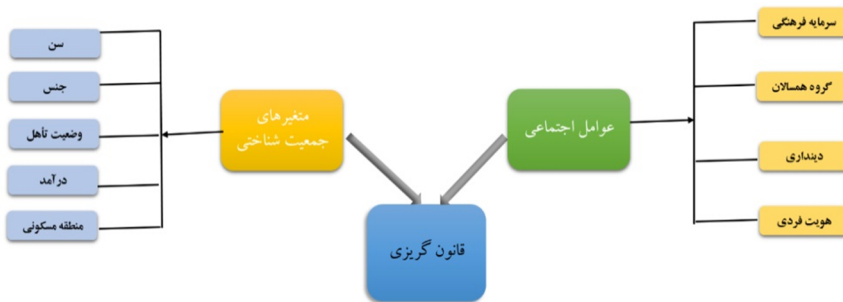 سرمایه فرهنگی
گروه همسالان
دینداری
هویت فردی
عوامل اجتماعی
متغیرهای
جمعیت شناختی
سن
جنس
وضعیت تأهل
درآمد
منطقه مسکونی
قانون گریزی